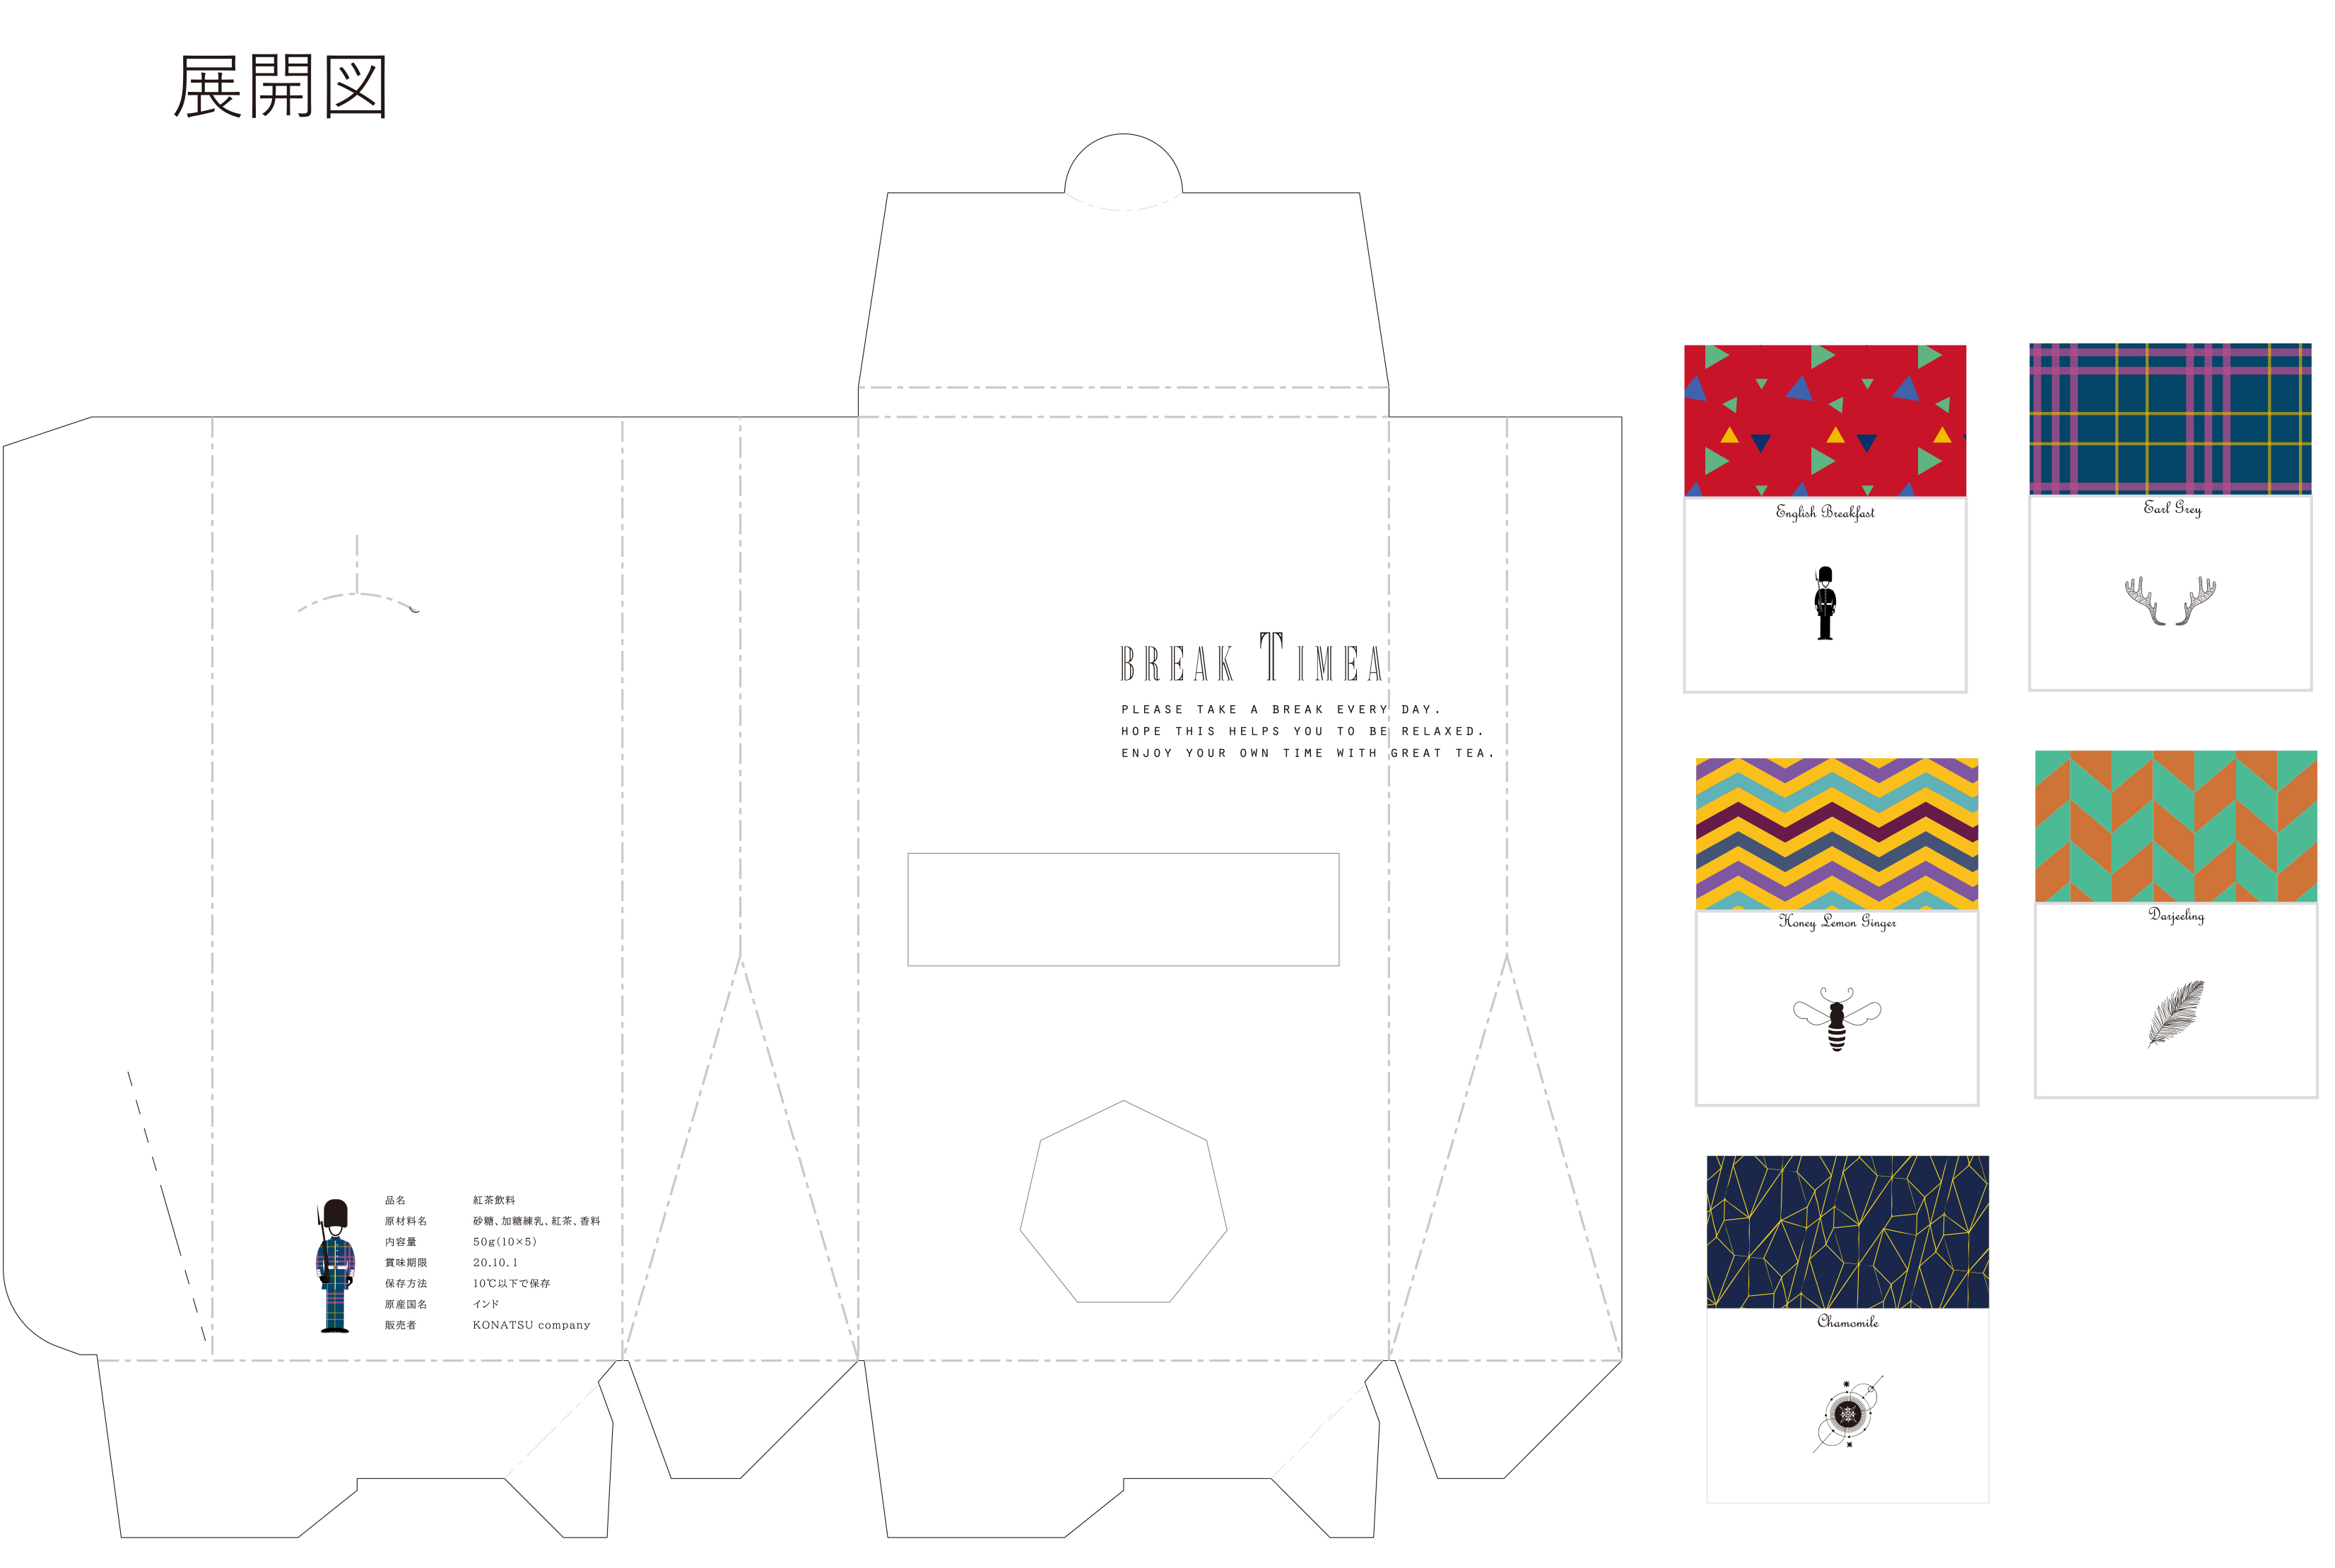 展開図
BREAK TIMEA
PLEASE TAKE A BREAK EVERY DAY.
HOPE THIS HELPS YOU TO BE RELAXED.
ENJOY YOUR OWN TIME WITH GREAT TEA.
品名 紅茶飲料
原材料名 砂糖、加糖練乳、紅茶、香料
内容量 50g(10×5)
賞味期限 20.10.1
保存方法 10℃以下で保存
原産国名 インド
販売者 KONATSU company
English Breakfast
Earl Grey
Honey Lemon Ginger
Darjeeling
Chamomile